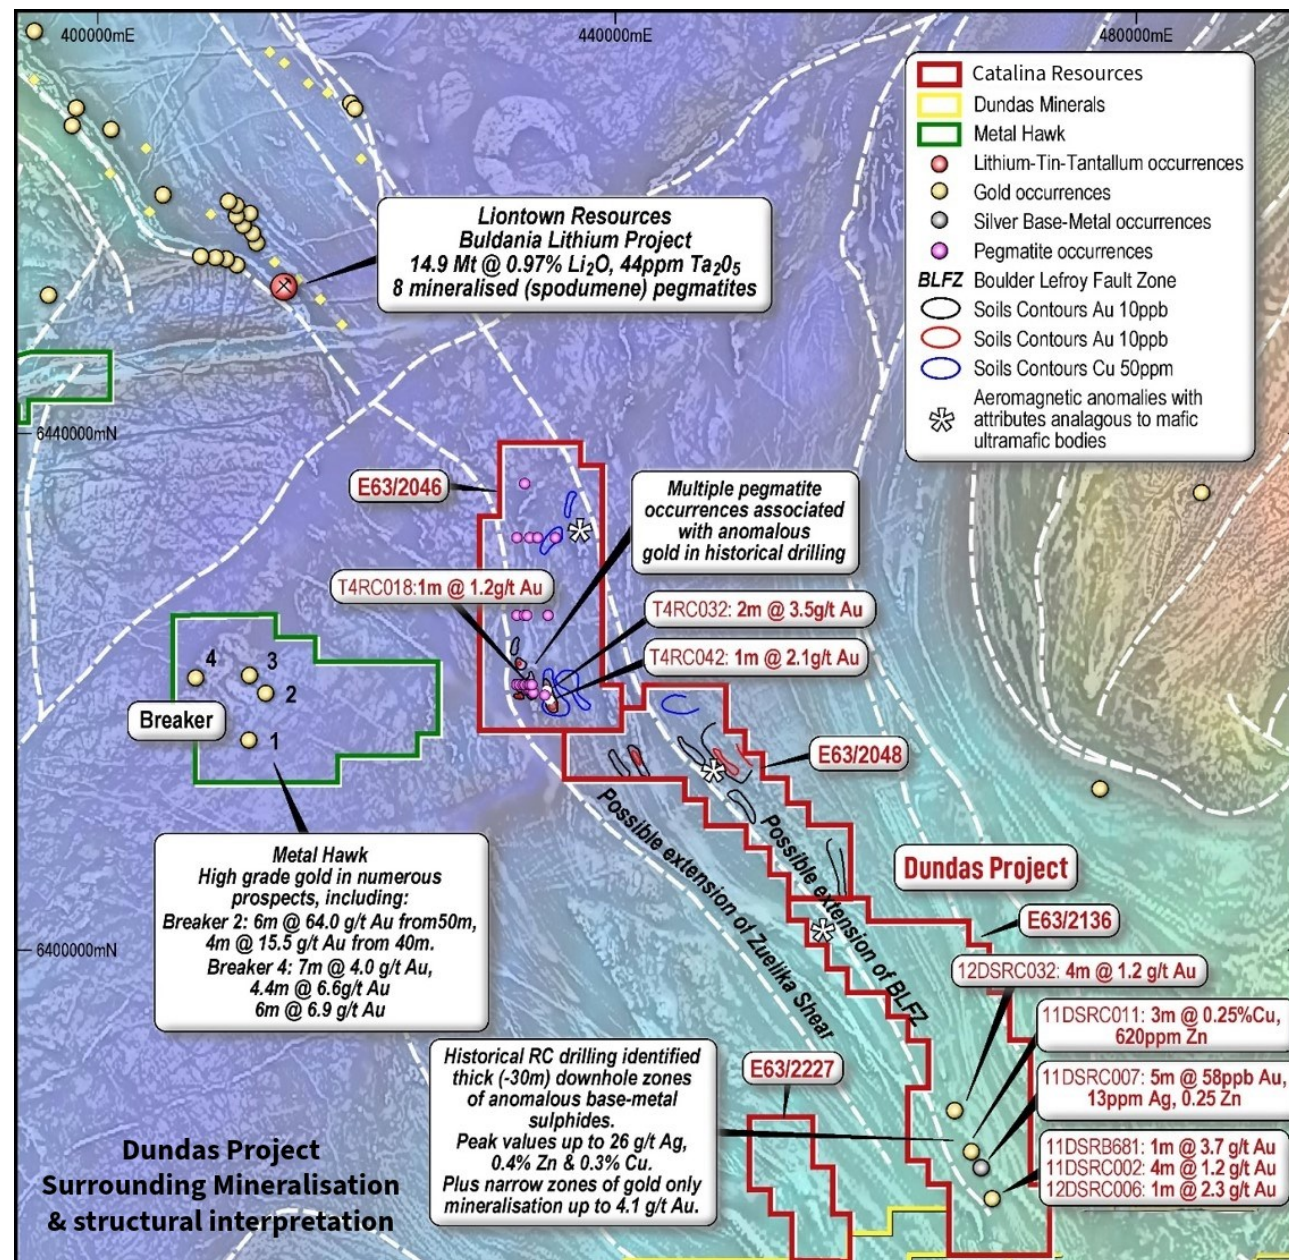 400000mE
440000mE
480000mE
Catalina Resources
Dundas Minerals
Metal Hawk
Lithium-Tin-Tantallum occurrences
Gold occurrences
Silver Base-Metal occurrences
Pegmatite occurrences
BLFZ Boulder Lefroy Fault Zone
Soils Contours Au 10ppb
Soils Contours Au 10ppb
Soils Contours Cu 50ppm
Aeromagnetic anomalies with
attributes analagous to mafic
ultramafic bodies
Liontown Resources
Buldania Lithium Project
14.9 Mt @ 0.97% Li₂O, 44ppm Ta₂0₅
8 mineralised (spodumene) pegmatites
6440000mN
E63/2046
Multiple pegmatite
occurrences associated
with anomalous
gold in historical drilling
T4RC018:1m @ 1.2g/t Au
T4RC032: 2m @ 3.5g/t Au
T4RC042: 1m @ 2.1g/t Au
4
3
2
Breaker
1
E63/2048
Possible extension of Zuelika Shear
Possible extension of BLFZ
Metal Hawk
High grade gold in numerous
prospects, including:
Breaker 2: 6m @ 64.0 g/t Au from50m,
4m @ 15.5 g/t Au from 40m.
Breaker 4: 7m @ 4.0 g/t Au,
4.4m @ 6.6g/t Au
6m @ 6.9 g/t Au
Dundas Project
E63/2136
6400000mN
12DSRC032: 4m @ 1.2 g/t Au
11DSRC011: 3m @ 0.25%Cu,
620ppm Zn
11DSRC007: 5m @ 58ppb Au,
13ppm Ag, 0.25 Zn
11DSRB681: 1m @ 3.7 g/t Au
11DSRC002: 4m @ 1.2 g/t Au
12DSRC006: 1m @ 2.3 g/t Au
Historical RC drilling identified
thick (-30m) downhole zones
of anomalous base-metal
sulphides.
Peak values up to 26 g/t Ag,
0.4% Zn & 0.3% Cu.
Plus narrow zones of gold only
mineralisation up to 4.1 g/t Au.
E63/2227
Dundas Project
Surrounding Mineralisation
& structural interpretation